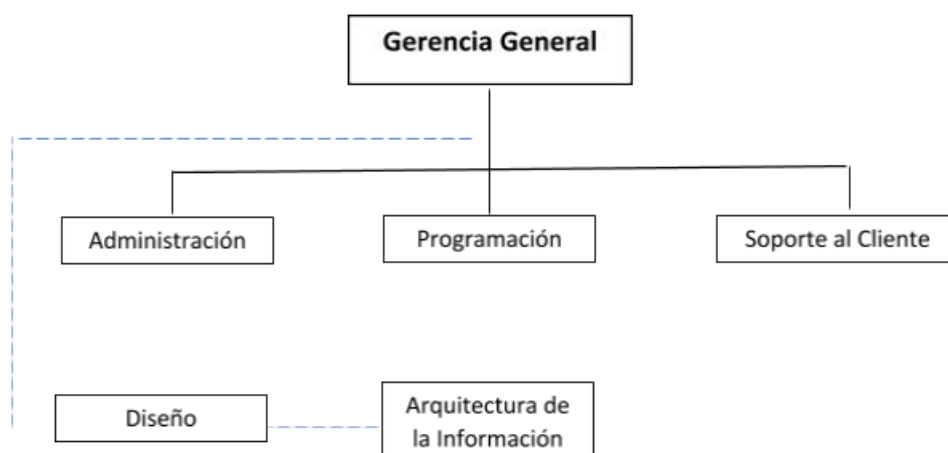 Gerencia General
Administración
Programación
Soporte al Cliente
Diseño
Arquitectura de
la Información